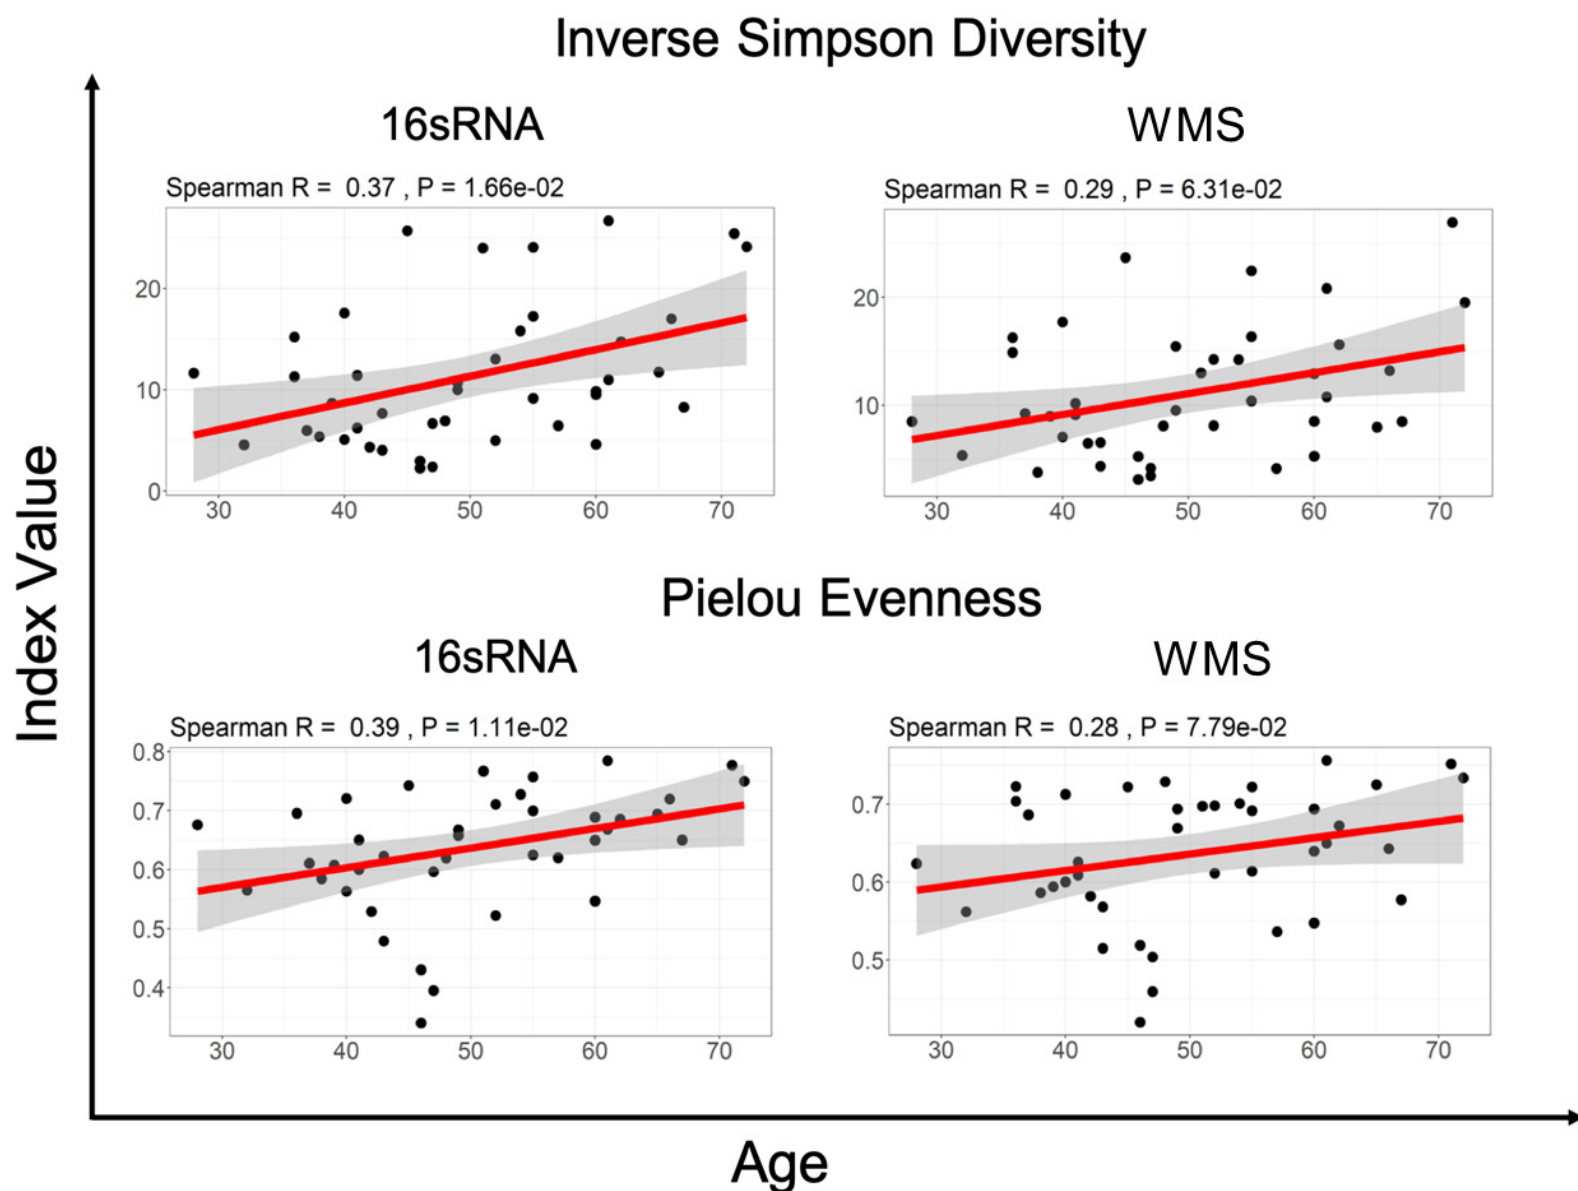 Inverse Simpson Diversity
16sRNA
WMS
Spearman R = 0.37 , P = 1.66e-02
Spearman R = 0.29 , P = 6.31e-02
20
10
0
30 40 50 60 70
20
10
30 40 50 60 70
Index Value
Pielou Evenness
16sRNA
WMS
Spearman R = 0.39 , P = 1.11e-02
Spearman R = 0.28 , P = 7.79e-02
0.8
0.7
0.6
0.5
0.4
30 40 50 60 70
0.7
0.6
0.5
30 40 50 60 70
Age